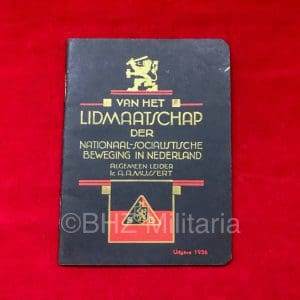 VAN HET
LIDMAATSCHAP
DER
NATIONAAL-SOCIALISTISCHE
BEWEGING IN NEDERLAND
ALGEMEEN LEIDER
Ir. A.A. MUSSERT
©BHZ Militaria
Uitgave 1936